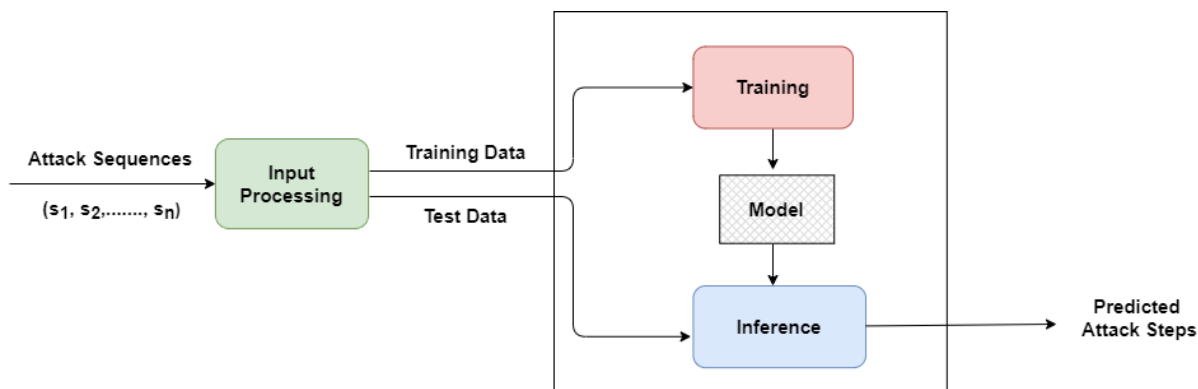 Attack Sequences
(s1, s2,......., sn)
Input
Processing
Training Data
Test Data
Training
Model
Inference
Predicted
Attack Steps